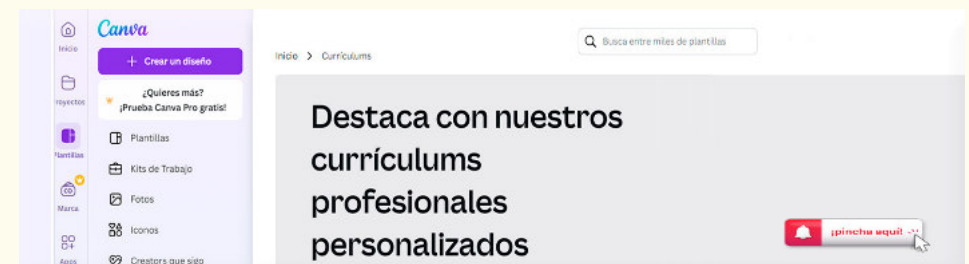 Canva
Inicio
+ Crear un diseño
Inicio > Currículums
Busca entre miles de plantillas
royectos
¿Quieres más?
¡Prueba Canva Pro gratis!
Plantillas
Plantillas
Kits de Trabajo
Marca
Fotos
Iconos
Apps
Creators que sigo
Destaca con nuestros
currículums
profesionales
personalizados
¡pincha aquí!